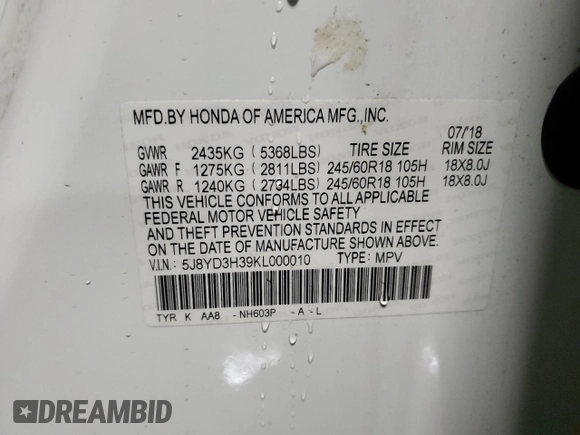 MFD.BY HONDA OF AMERICA MFG.,INC.
07/'18
GVWR 2435KG ( 5368LBS) TIRE SIZE RIM SIZE
GAWR F 1275KG ( 2811LBS) 245/60R18 105H 18X8.0J
GAWR R 1240KG ( 2734LBS) 245/60R18 105H 18X8.0J
THIS VEHICLE CONFORMS TO ALL APPLICABLE
FEDERAL MOTOR VEHICLE SAFETY
AND THEFT PREVENTION STANDARDS IN EFFECT
ON THE DATE OF MANUFACTURE SHOWN ABOVE.
V.I.N.: 5J8YD3H39KL000010 TYPE: MPV
TYR K AA8 -NH603P -A-L
DREAMBID